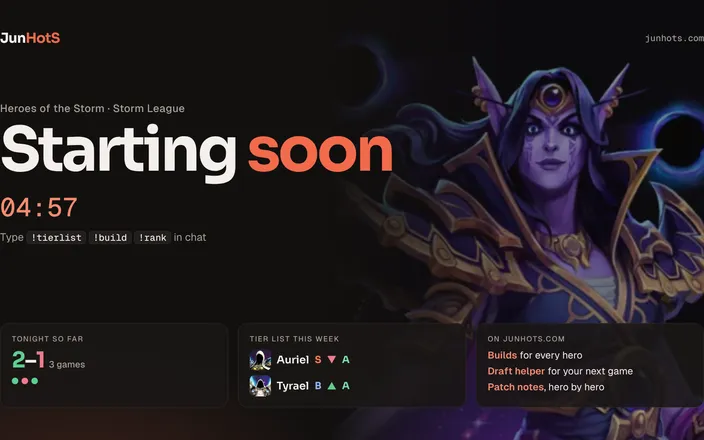 JunHotS
junhots.com
Heroes of the Storm · Storm League
Starting soon
04:57
Type !tierlist !build !rank in chat
TONIGHT SO FAR
2–1 3 games
TIER LIST THIS WEEK
Auriel S ▼ A
Tyrael B ▲ A
ON JUNHOTS.COM
Builds for every hero
Draft helper for your next game
Patch notes, hero by hero